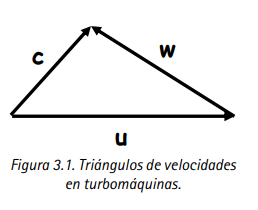 c
w
u
Figura 3.1. Triángulos de velocidades
en turbomáquinas.